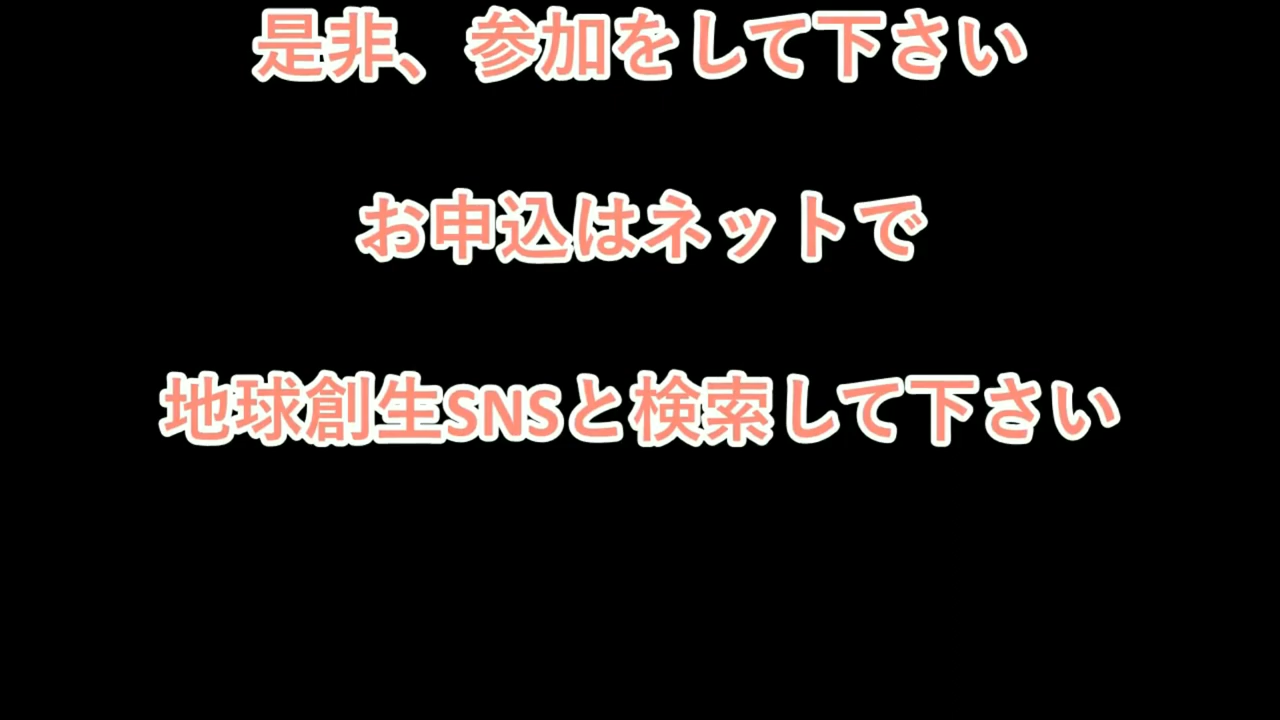 是非、参加をして下さい
お申込はネットで
地球創生SNSと検索して下さい